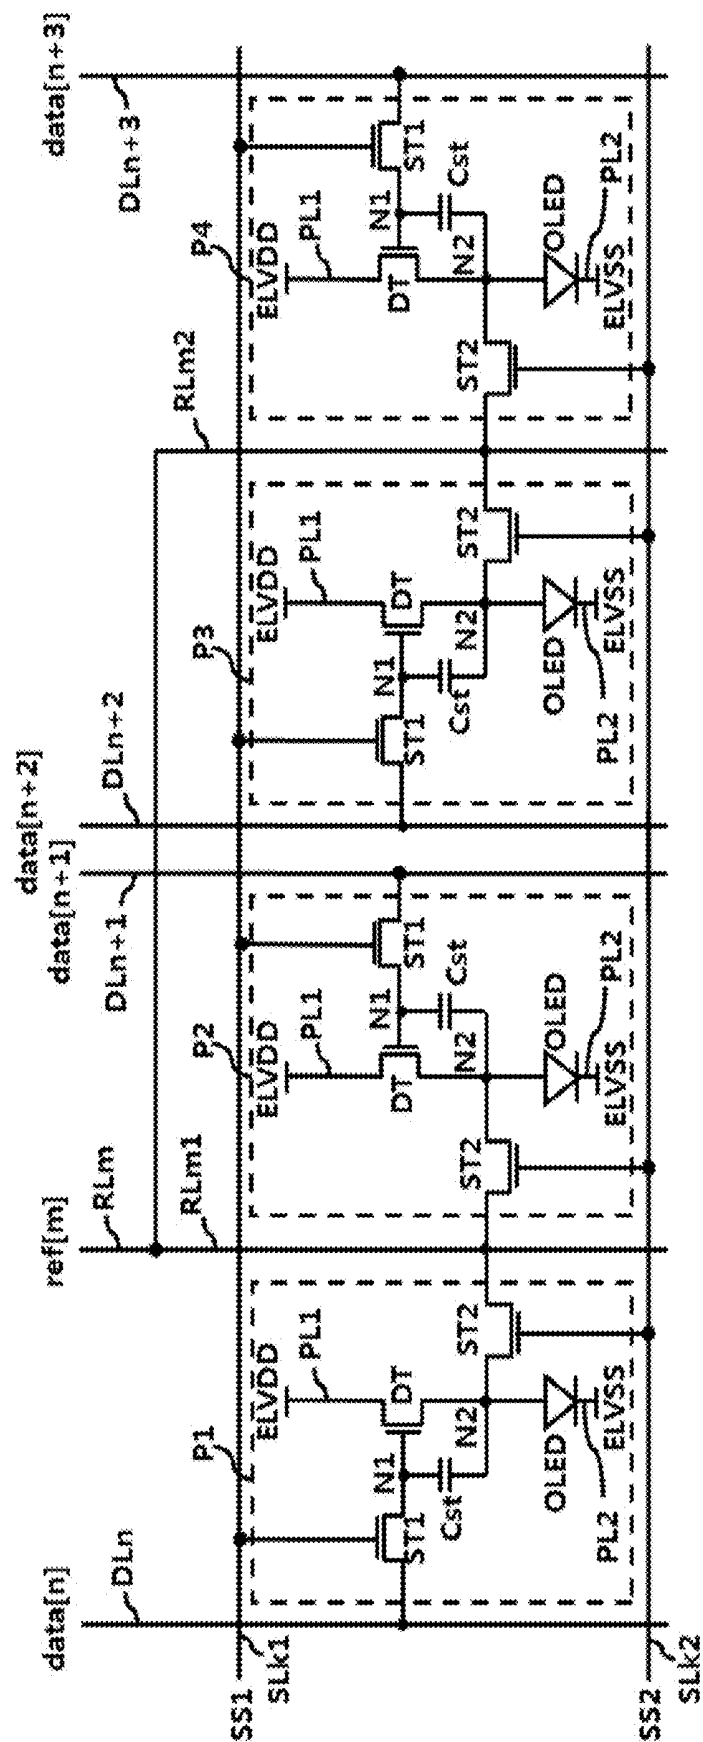 data[n]
ref[m]
data[n+1]
data[n+2]
data[n+3]
DLn
RLm
DLn+1
DLn+2
DLn+3
P1
RLm1
P2
P3
RLm2
P4
SS1
SLk1
ELVDD
ELVDD
ELVDD
ELVDD
PL1
PL1
PL1
PL1
ST1
N1
DT
DT
N1
ST1
ST1
N1
DT
DT
N1
ST1
Cst
N2
ST2
ST2
N2
Cst
Cst
N2
ST2
ST2
N2
Cst
OLED
OLED
OLED
OLED
PL2
ELVSS
ELVSS
PL2
PL2
ELVSS
ELVSS
PL2
SS2
SLk2